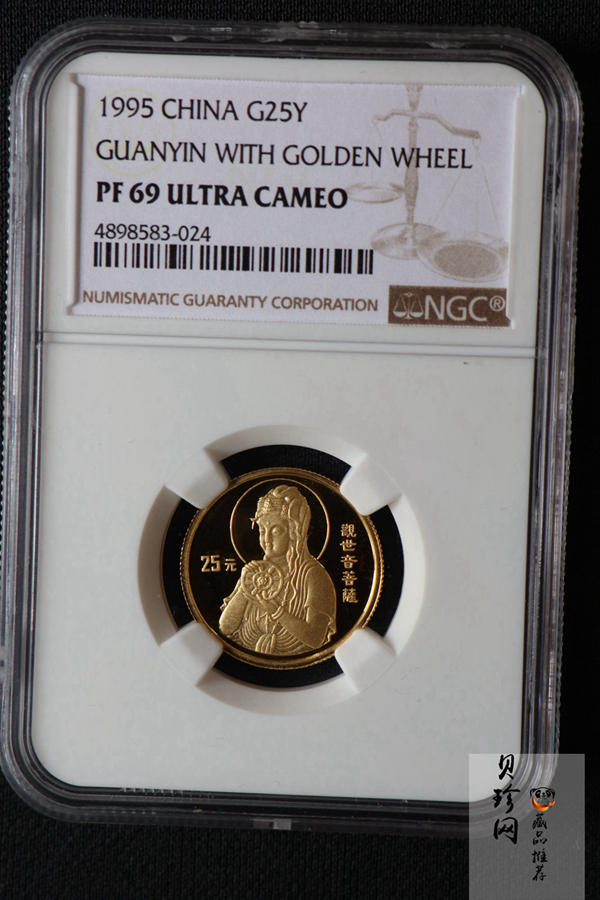 1995 CHINA G25Y
GUANYIN WITH GOLDEN WHEEL
PF 69 ULTRA CAMEO
4898583-024
NUMISMATIC GUARANTY CORPORATION
NGC®
25元
觀世音菩薩
贝珍网
藏品推荐